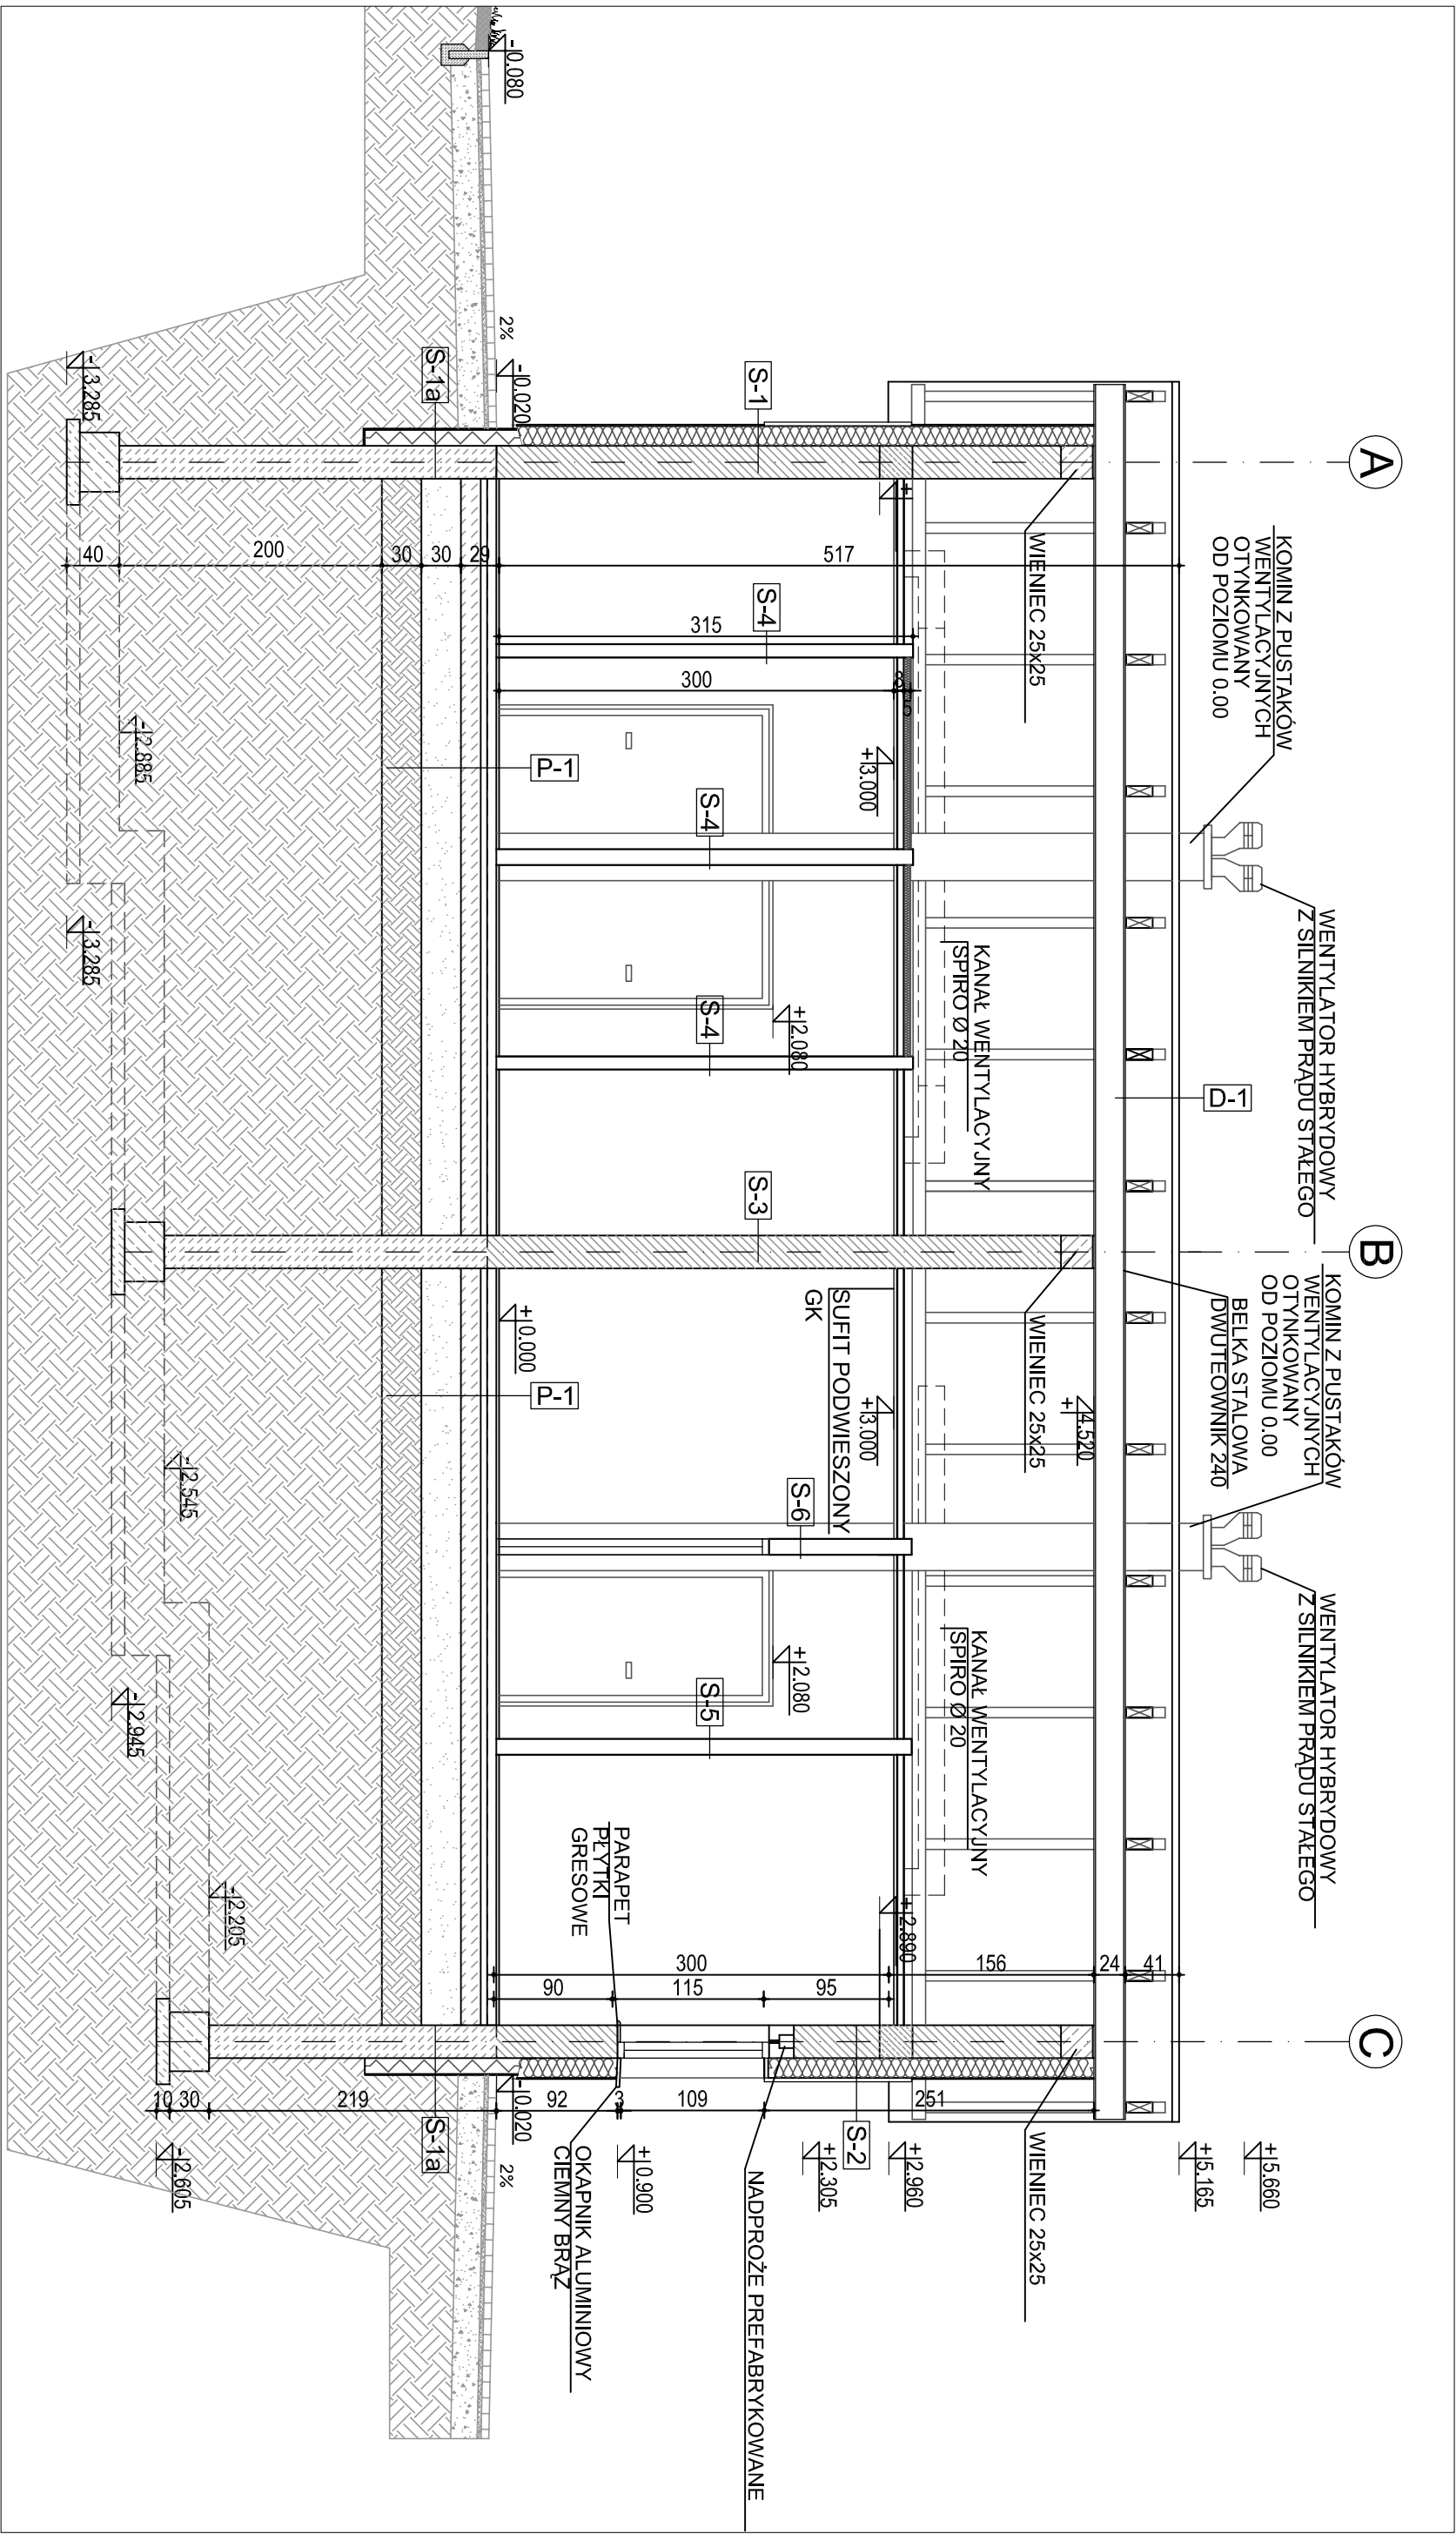 A
B
C
KOMIN Z PUSTAKÓW
WENTYLACYJNYCH
OTYNKOWANY
OD POZIOMU 0.00
WENTYLATOR HYBRYDOWY
Z SILNIKIEM PRĄDU STAŁEGO
KOMIN Z PUSTAKÓW
WENTYLACYJNYCH
OTYNKOWANY
OD POZIOMU 0.00
WENTYLATOR HYBRYDOWY
Z SILNIKIEM PRĄDU STAŁEGO
D-1
BELKA STALOWA
DWUTEOWNIK 240
+5.660
+5.165
+4.520
WIENIEC 25x25
WIENIEC 25x25
WIENIEC 25x25
KANAŁ WENTYLACYJNY
SPIRO Ø 20
KANAŁ WENTYLACYJNY
SPIRO Ø 20
156
24
41
+
+3.000
+3.000
+2.890
+2.960
SUFIT PODWIESZONY
GK
S-1
S-4
S-4
S-4
S-3
S-6
S-5
S-2
+2.305
NADPROŻE PREFABRYKOWANE
517
315
300
8
+2.080
+2.080
300
90
115
95
251
109
3
92
219
30
10
+0.900
PARAPET
PŁYTKI
GRESOWE
OKAPNIK ALUMINIOWY
CIEMNY BRĄZ
-0.080
2%
-0.020
+0.000
P-1
P-1
-0.020
2%
S-1a
S-1a
29
30
30
200
40
-3.285
-2.885
-3.285
-2.545
-2.945
-2.205
-2.605